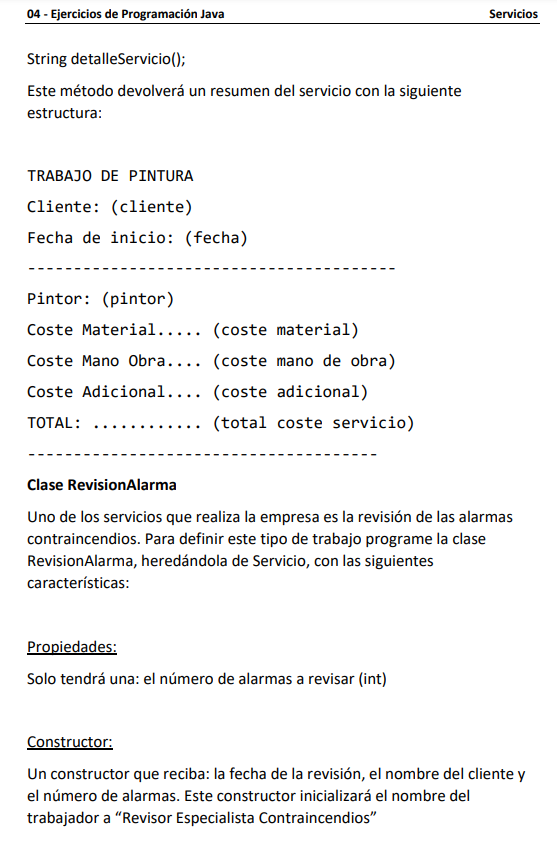 04 - Ejercicios de Programación Java Servicios
String detalleServicio();
Este método devolverá un resumen del servicio con la siguiente
estructura:
TRABAJO DE PINTURA
Cliente: (cliente)
Fecha de inicio: (fecha)
----------------------------------------
Pintor: (pintor)
Coste Material..... (coste material)
Coste Mano Obra.... (coste mano de obra)
Coste Adicional.... (coste adicional)
TOTAL: ............ (total coste servicio)
--------------------------------------
Clase RevisionAlarma
Uno de los servicios que realiza la empresa es la revisión de las alarmas
contraincendios. Para definir este tipo de trabajo programe la clase
RevisionAlarma, heredándola de Servicio, con las siguientes
características:
Propiedades:
Solo tendrá una: el número de alarmas a revisar (int)
Constructor:
Un constructor que reciba: la fecha de la revisión, el nombre del cliente y
el número de alarmas. Este constructor inicializará el nombre del
trabajador a “Revisor Especialista Contraincendios”